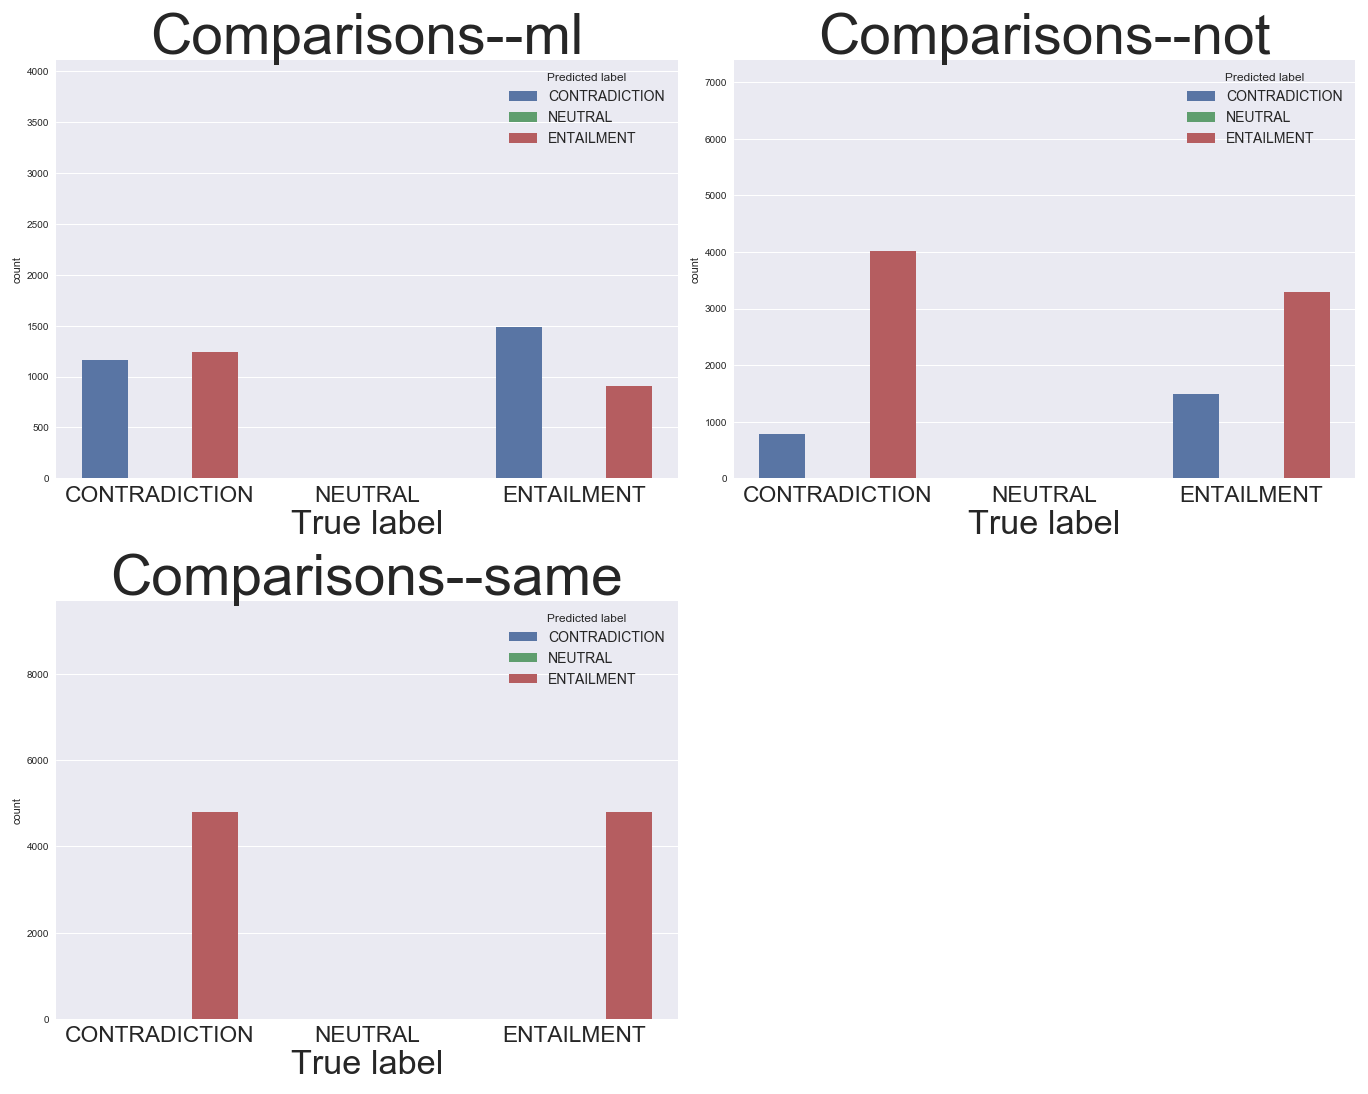 Comparisons--ml
4000
3500
3000
2500
2000
1500
1000
500
0
count
Predicted label
CONTRADICTION
NEUTRAL
ENTAILMENT
CONTRADICTION NEUTRAL ENTAILMENT
True label
Comparisons--not
7000
6000
5000
4000
3000
2000
1000
0
count
Predicted label
CONTRADICTION
NEUTRAL
ENTAILMENT
CONTRADICTION NEUTRAL ENTAILMENT
True label
Comparisons--same
8000
6000
4000
2000
0
count
Predicted label
CONTRADICTION
NEUTRAL
ENTAILMENT
CONTRADICTION NEUTRAL ENTAILMENT
True label